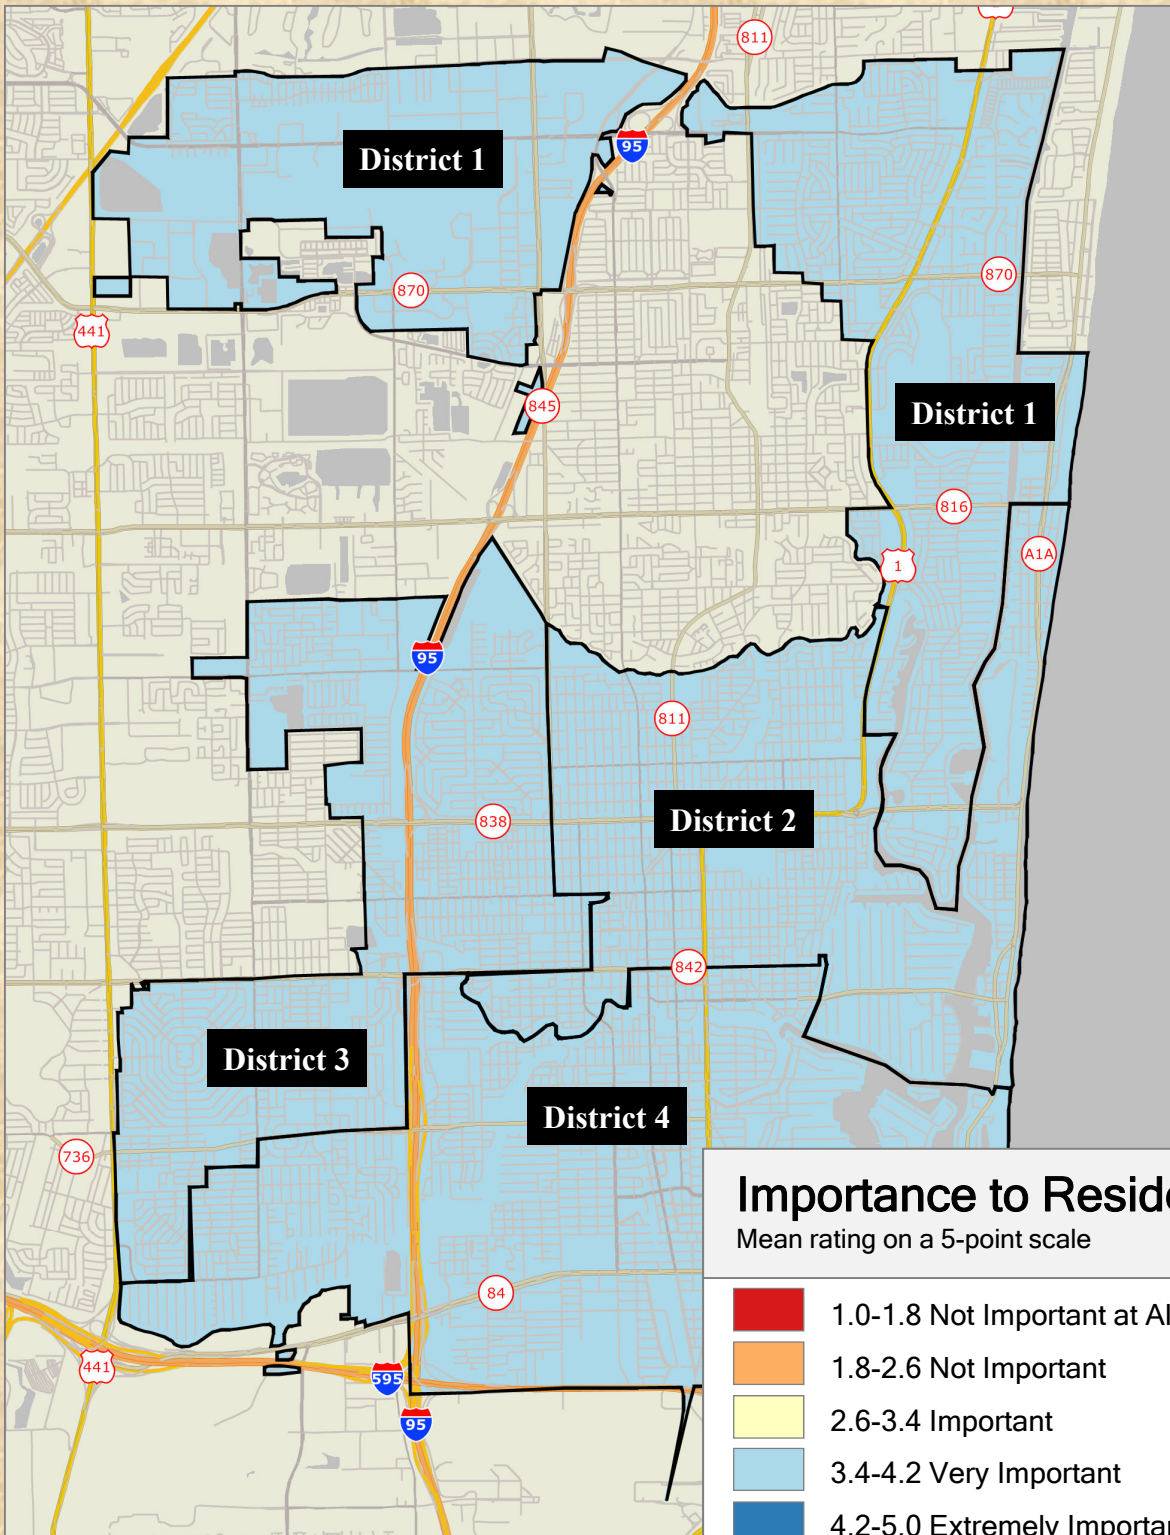 811
District 1
95
870
870
441
District 1
845
816
A1A
1
95
811
838
District 2
842
District 3
District 4
736
84
441
595
95
Importance to Reside
Mean rating on a 5-point scale
1.0-1.8 Not Important at Al
1.8-2.6 Not Important
2.6-3.4 Important
3.4-4.2 Very Important
4.2-5.0 Extremely Importa